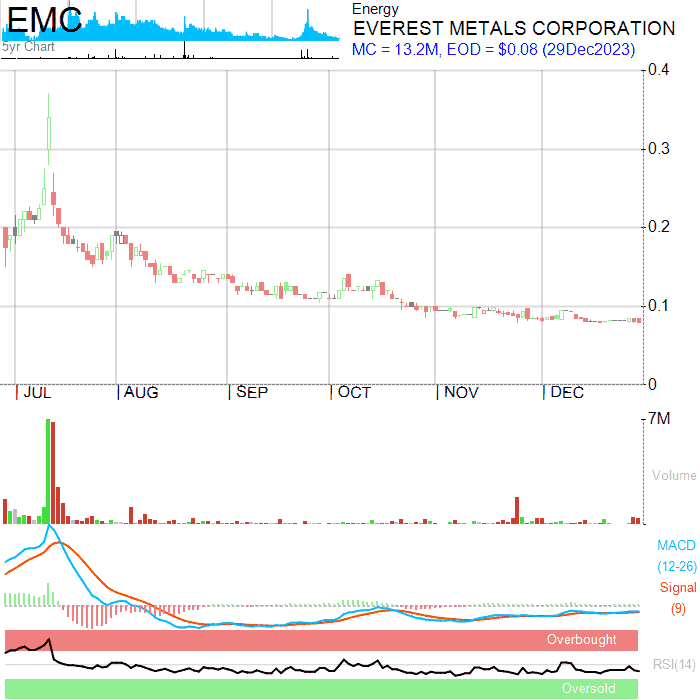 EMC
5yr Chart
Energy
EVEREST METALS CORPORATION
MC = 13.2M, EOD = $0.08 (29Dec2023)
0.4
0.3
0.2
0.1
0
JUL AUG SEP OCT NOV DEC
7M
Volume
MACD
(12-26)
Signal
(9)
Overbought
RSI(14)
Oversold